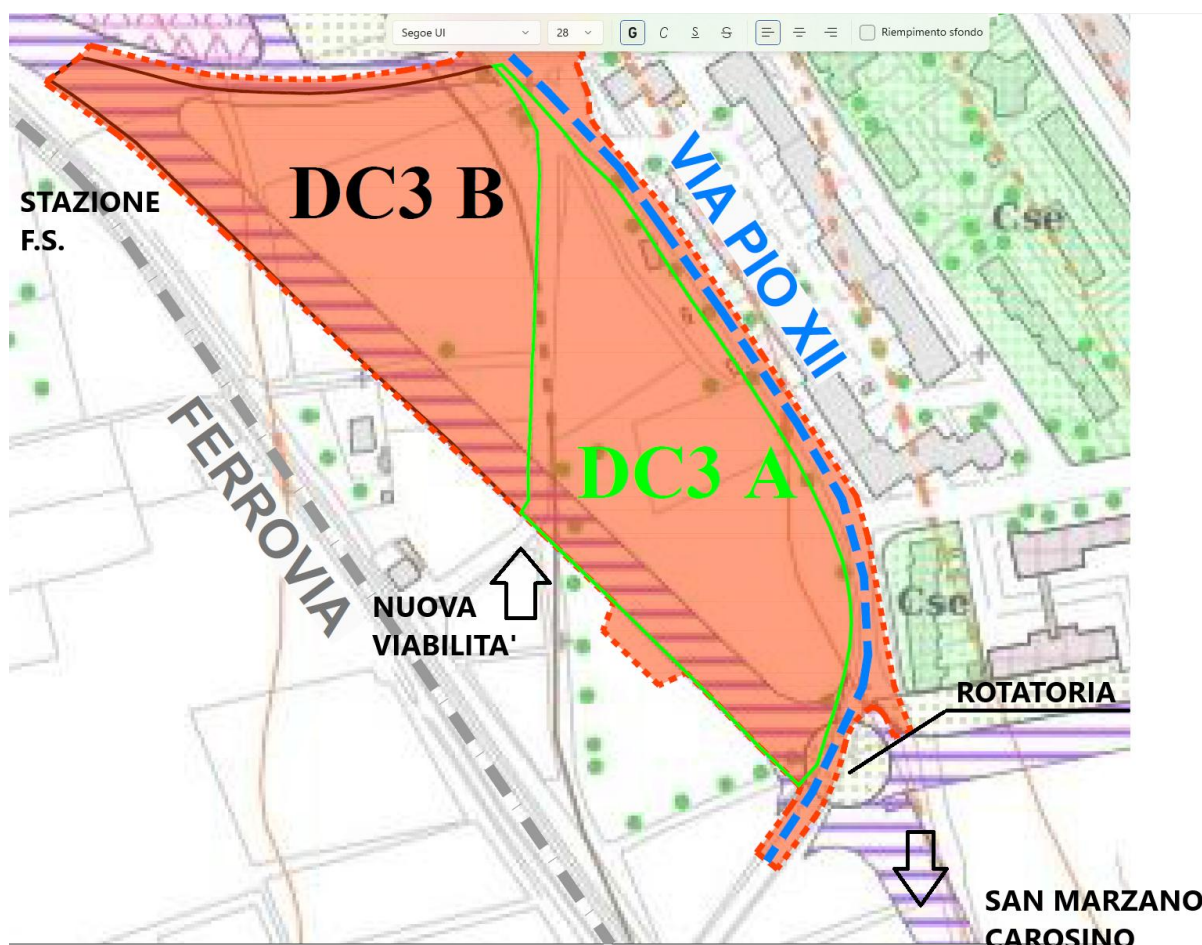 Segoe UI 28 G C S S Riempimento sfondo
DC3 B
VIA PIO XII
Cse
STAZIONE
F.S.
DC3 A
FERROVIA
NUOVA
VIABILITA'
Cse
ROTATORIA
SAN MARZANO
CAROSINO